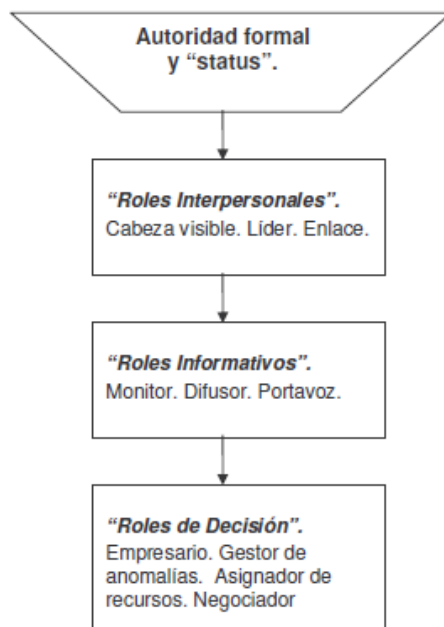 Autoridad formal
y “status”.
“Roles Interpersonales”.
Cabeza visible. Líder. Enlace.
“Roles Informativos”.
Monitor. Difusor. Portavoz.
“Roles de Decisión”.
Empresario. Gestor de
anomalías.  Asignador de
recursos. Negociador